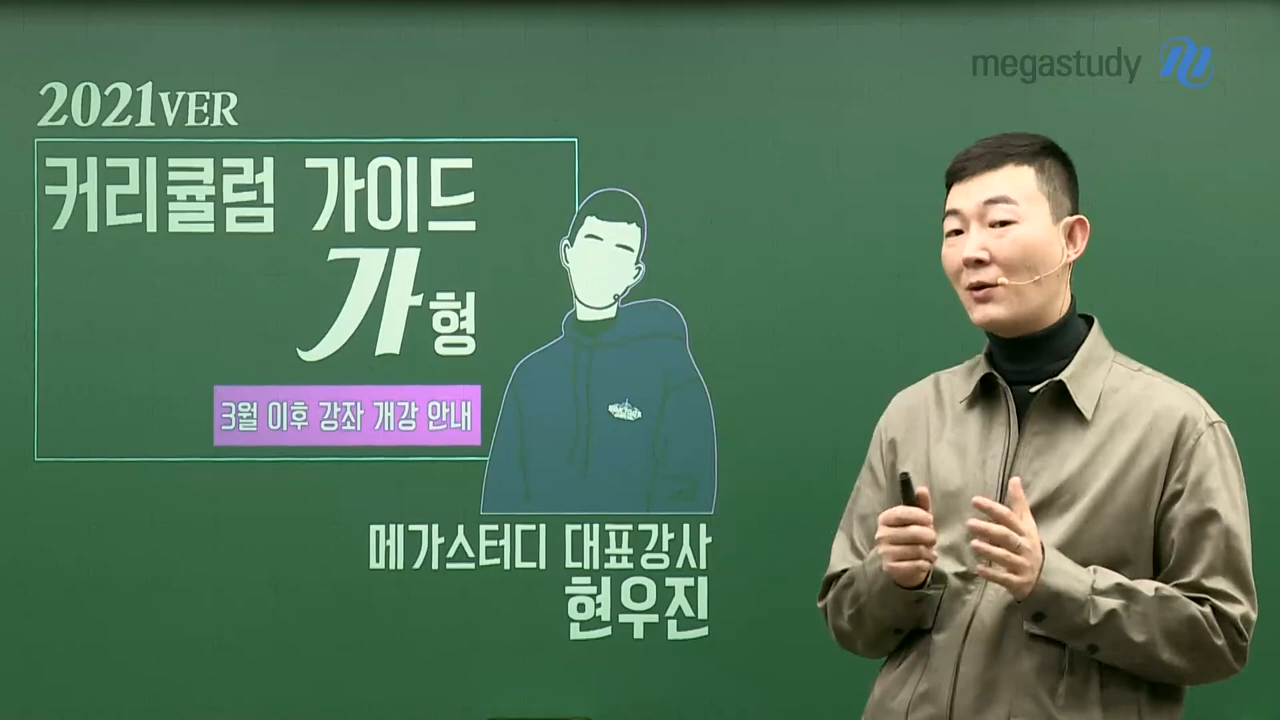 megastudy
2021VER
커리큘럼 가이드
가형
3월 이후 강좌 개강 안내
메가스터디 대표강사
현우진